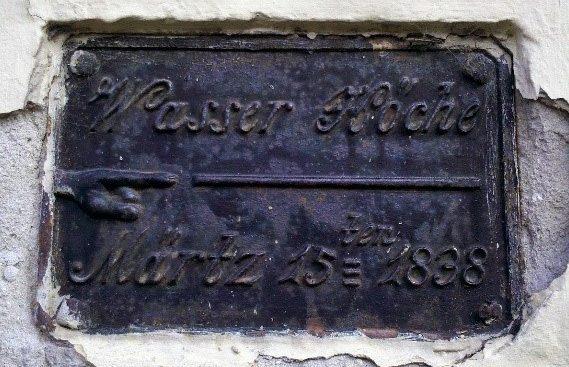 Wasser Höche
Märtz 15ten 1838